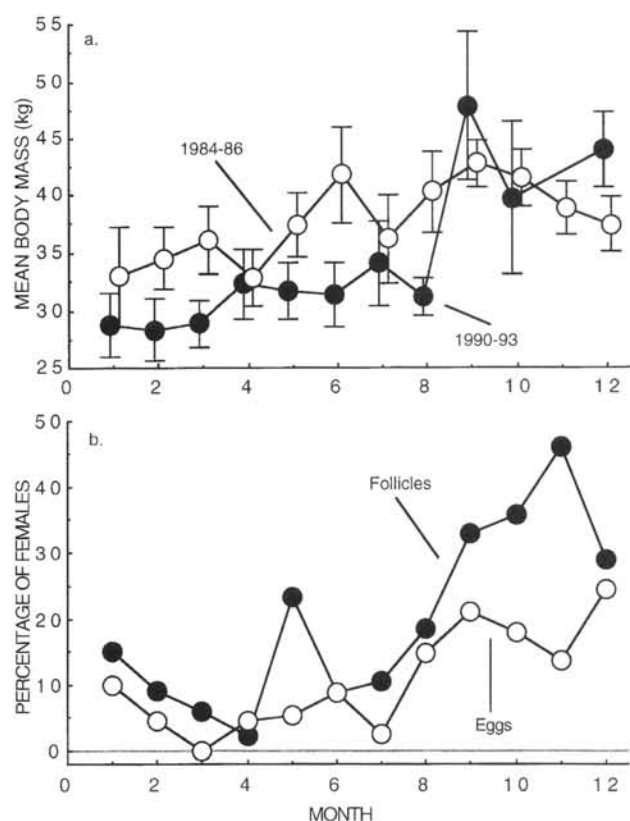 a.
MEAN BODY MASS (kg)
55
50
45
40
35
30
25
1984-86
1990-93
0 2 4 6 8 10 12
b.
PERCENTAGE OF FEMALES
50
40
30
20
10
0
Follicles
Eggs
0 2 4 6 8 10 12
MONTH